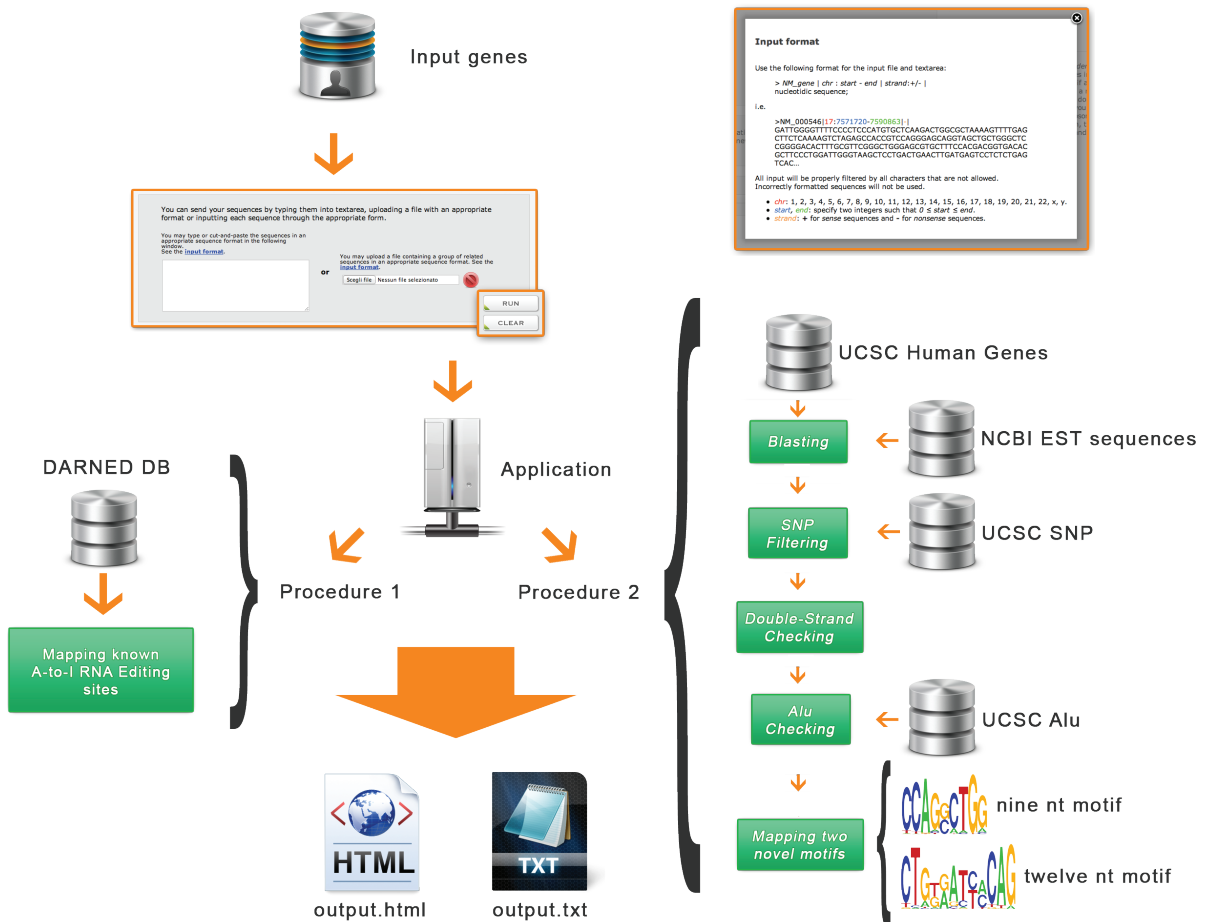 Input genes
You can send your sequences by typing them into textarea, uploading a file with an appropriate
format or inputting each sequence through the appropriate form.
You may type or cut-and-paste the sequences in an
appropriate sequence format in the following
window.
See the input format.
or
You may upload a file containing a group of related
sequences in an appropriate sequence format. See the
input format.
Scegli file Nessun file selezionato
RUN
CLEAR
Input format
Use the following format for the input file and textarea:
> NM_gene | chr : start - end | strand:+/- |
nucleotidic sequence;
i.e.
>NM_000546|17:7571720-7590863|-|
GATTGGGGTTTTCCCCTCCCATGTGCTCAAGACTGGCGCTAAAAGTTTTGAG
CTTCTCAAAAGTCTAGAGCCACCGTCCAGGGAGCAGGTAGCTGCTGGGCTC
CGGGGACACTTTGCGTTCGGGCTGGGAGCGTGCTTTCCACGACGGTGACAC
GCTTCCCTGGATTGGGTAAGCTCCTGACTGAACTTGATGAGTCCTCTCTGAG
TCAC...
All input will be properly filtered by all characters that are not allowed.
Incorrectly formatted sequences will not be used.
• chr: 1, 2, 3, 4, 5, 6, 7, 8, 9, 10, 11, 12, 13, 14, 15, 16, 17, 18, 19, 20, 21, 22, x, y.
• start, end: specify two integers such that 0 ≤ start ≤ end.
• strand: + for sense sequences and - for nonsense sequences.
Application
DARNED DB
Mapping known
A-to-I RNA Editing
sites
Procedure 1
Procedure 2
UCSC Human Genes
Blasting
NCBI EST sequences
SNP
Filtering
UCSC SNP
Double-Strand
Checking
Alu
Checking
UCSC Alu
Mapping two
novel motifs
CCAGGCTGG
nine nt motif
CTGTGATCACAG
twelve nt motif
HTML
output.html
TXT
output.txt